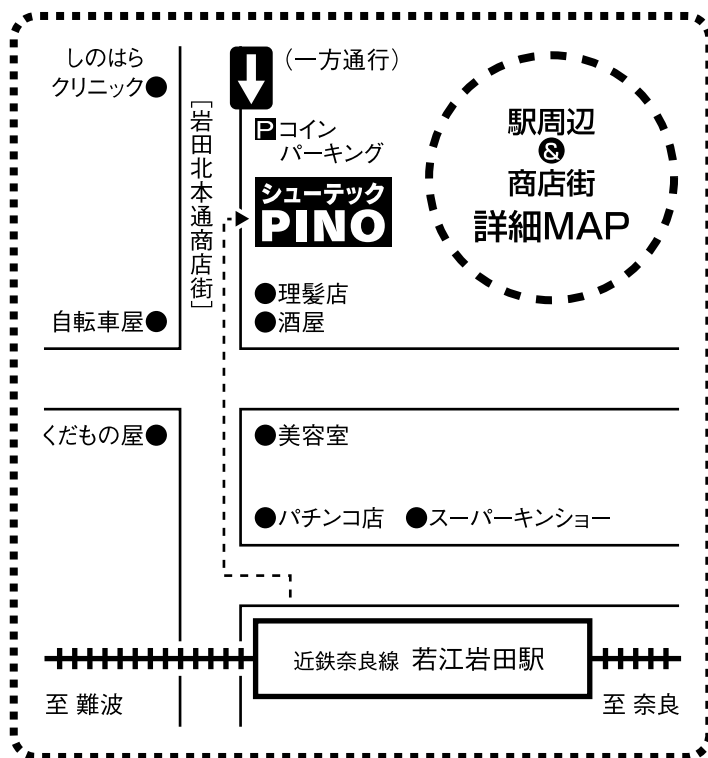 しのはら
クリニック
(一方通行)
[岩田北本通商店街]
P コイン
パーキング
駅周辺
&
商店街
詳細MAP
シューテック
PINO
理髪店
自転車屋
酒屋
くだもの屋
美容室
パチンコ店
スーパーキンショー
近鉄奈良線 若江岩田駅
至 難波
至 奈良